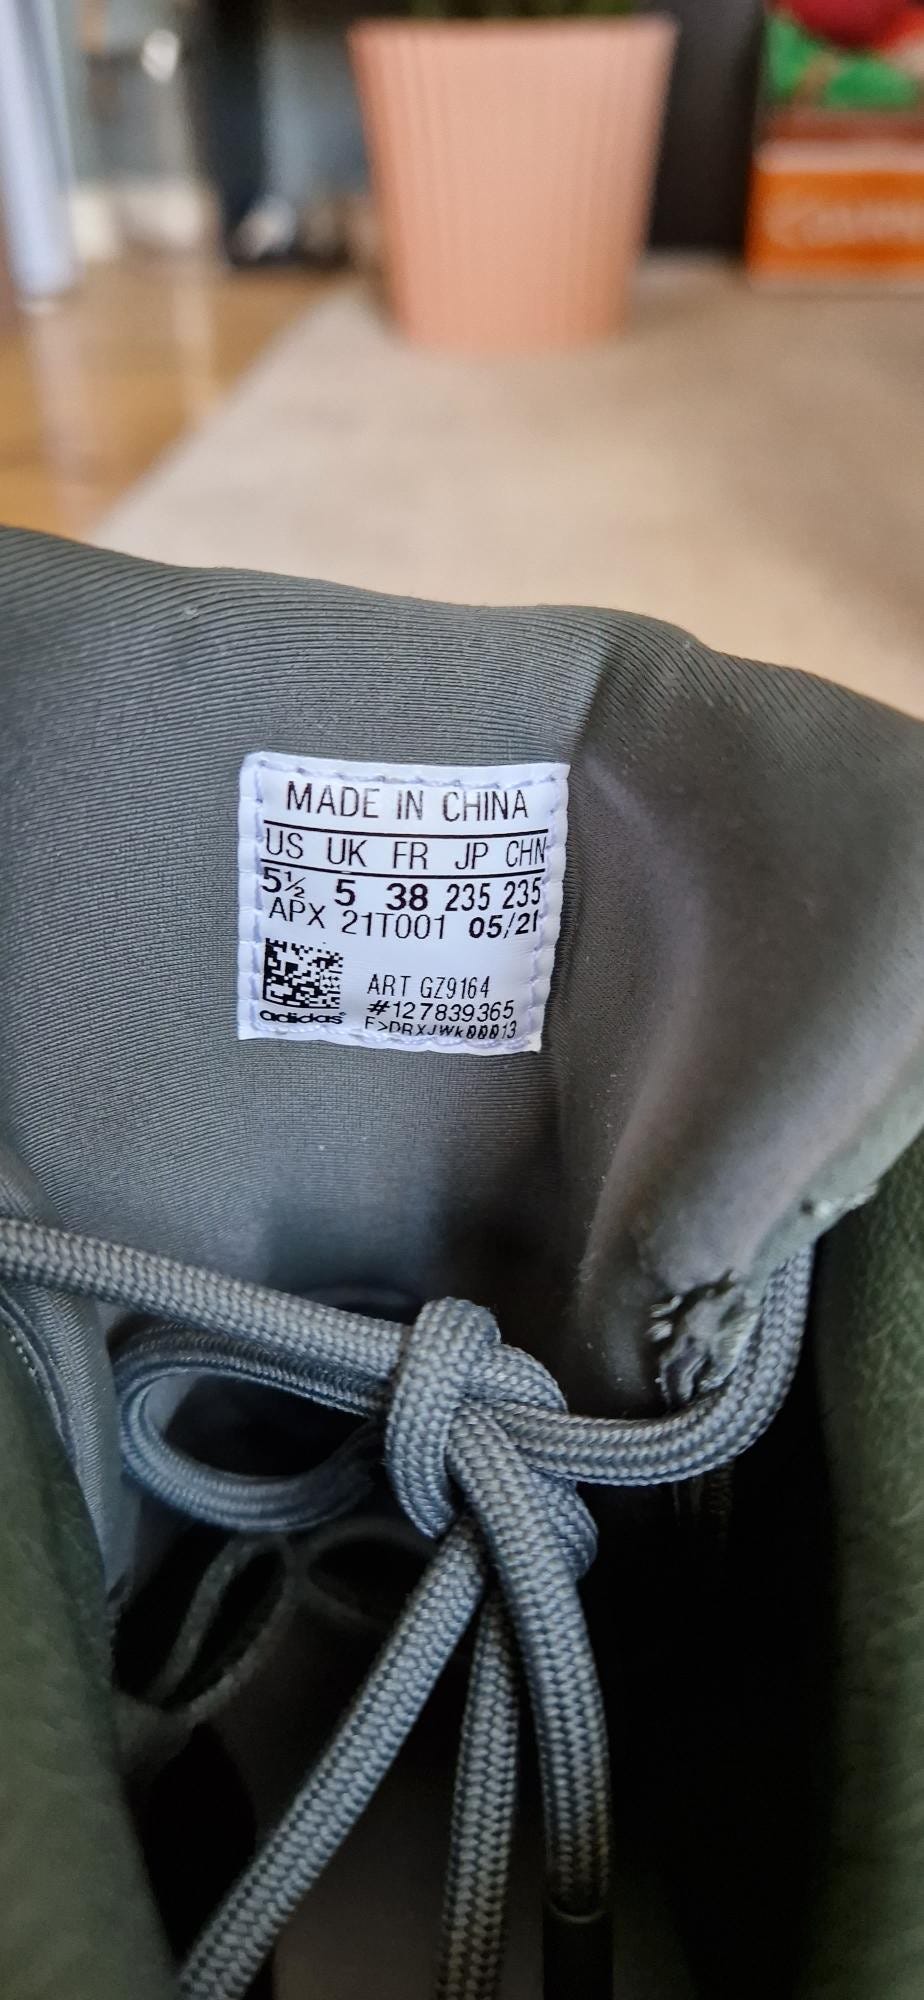 MADE IN CHINA
US UK FR JP CHN
5½ 5 38 235 235
APX 21T001 05/21
ART GZ9164
#127839365
adidas